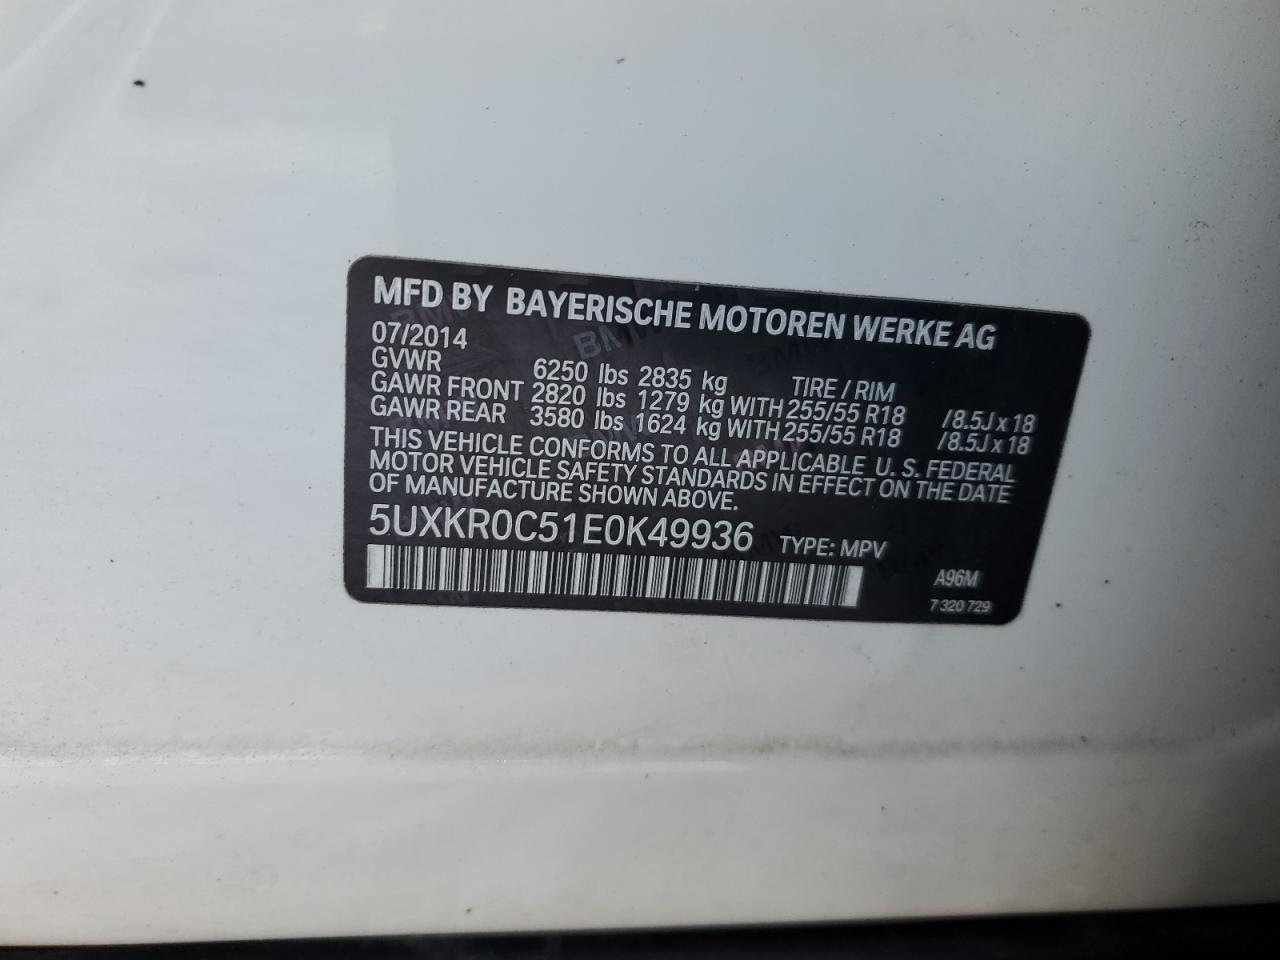 MFD BY BAYERISCHE MOTOREN WERKE AG
07/2014
GVWR 6250 lbs 2835 kg TIRE / RIM
GAWR FRONT 2820 lbs 1279 kg WITH 255/55 R18 /8.5J x 18
GAWR REAR 3580 lbs 1624 kg WITH 255/55 R18 /8.5J x 18
THIS VEHICLE CONFORMS TO ALL APPLICABLE U. S. FEDERAL
MOTOR VEHICLE SAFETY STANDARDS IN EFFECT ON THE DATE
OF MANUFACTURE SHOWN ABOVE.
5UXKR0C51E0K49936 TYPE: MPV
A96M
7 320 729